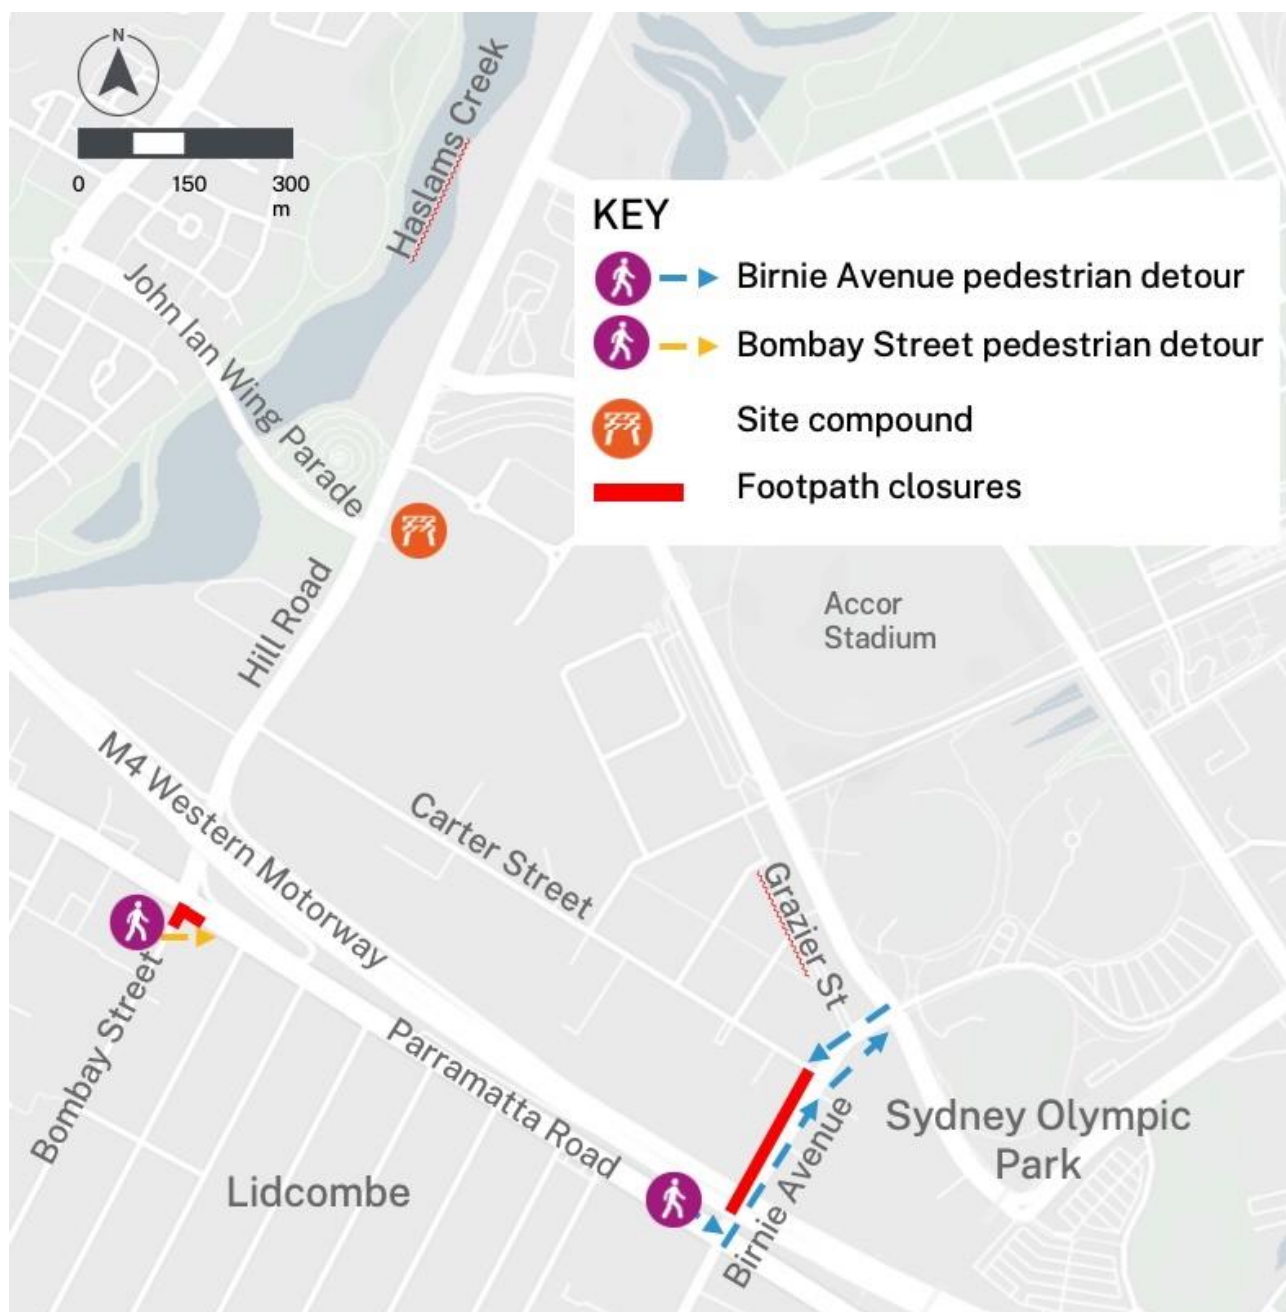 N
0 150 300
m
Haslams Creek
KEY
Birnie Avenue pedestrian detour
Bombay Street pedestrian detour
Site compound
Footpath closures
John Ian Wing Parade
Hill Road
Accor
Stadium
M4 Western Motorway
Carter Street
Grazier St
Bombay Street
Parramatta Road
Birnie Avenue
Sydney Olympic
Park
Lidcombe